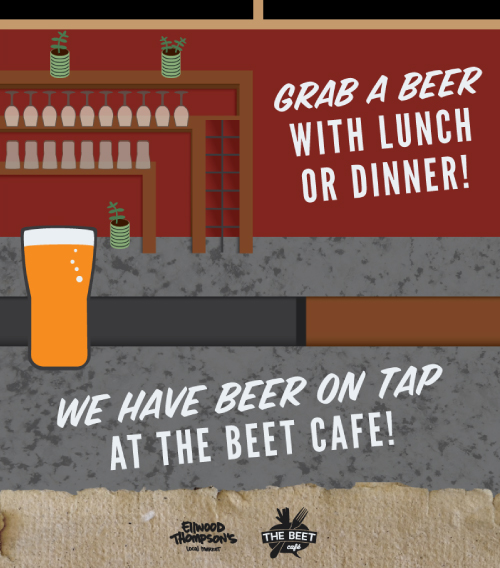 GRAB A BEER
WITH LUNCH
OR DINNER!
WE HAVE BEER ON TAP
AT THE BEET CAFE!
EllWOOD
THOMPSON'S
LOCAL MARKET
THE BEET
café